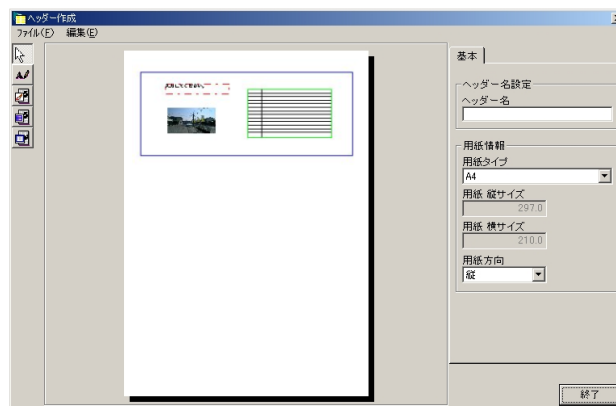 ヘッダー作成
ファイル(F) 編集(E)
基本
ヘッダー名設定
ヘッダー名
用紙情報
用紙タイプ
A4
用紙 縦サイズ
297.0
用紙 横サイズ
210.0
用紙方向
縦
終了